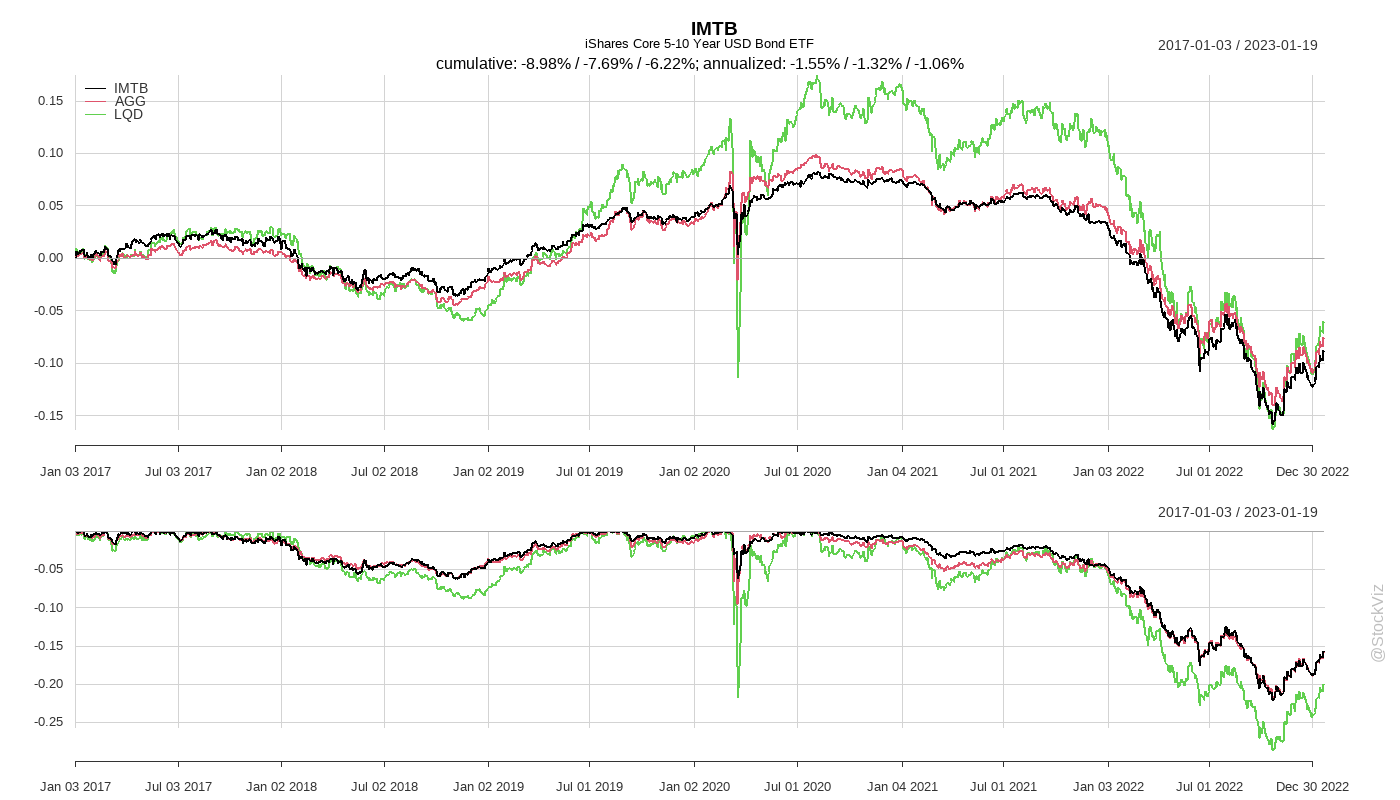 IMTB
iShares Core 5-10 Year USD Bond ETF
2017-01-03 / 2023-01-19
cumulative: -8.98% / -7.69% / -6.22%; annualized: -1.55% / -1.32% / -1.06%
IMTB
AGG
LQD
0.15
0.10
0.05
0.00
-0.05
-0.10
-0.15
Jan 03 2017 Jul 03 2017 Jan 02 2018 Jul 02 2018 Jan 02 2019 Jul 01 2019 Jan 02 2020 Jul 01 2020 Jan 04 2021 Jul 01 2021 Jan 03 2022 Jul 01 2022 Dec 30 2022
2017-01-03 / 2023-01-19
-0.05
-0.10
-0.15
-0.20
-0.25
Jan 03 2017 Jul 03 2017 Jan 02 2018 Jul 02 2018 Jan 02 2019 Jul 01 2019 Jan 02 2020 Jul 01 2020 Jan 04 2021 Jul 01 2021 Jan 03 2022 Jul 01 2022 Dec 30 2022
@StockViz